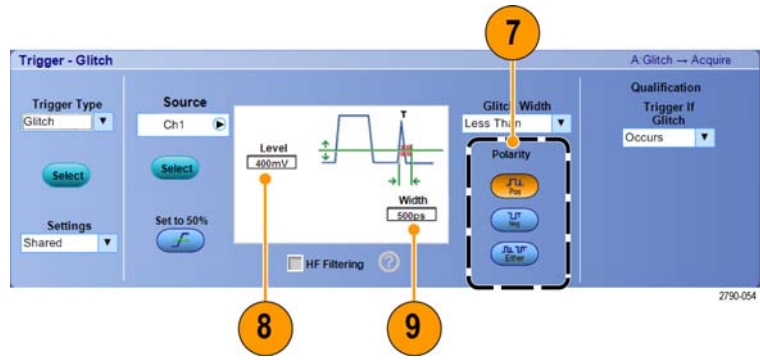 7
Trigger - Glitch
A:Glitch → Acquire
Trigger Type
Glitch
Select
Settings
Shared
Source
Ch1
Select
Set to 50%
Level
400mV
T
Width
500ps
HF Filtering
?
Glitch Width
Less Than
Polarity
Pos
Neg
Either
Qualification
Trigger If
Glitch
Occurs
2790-054
8
9